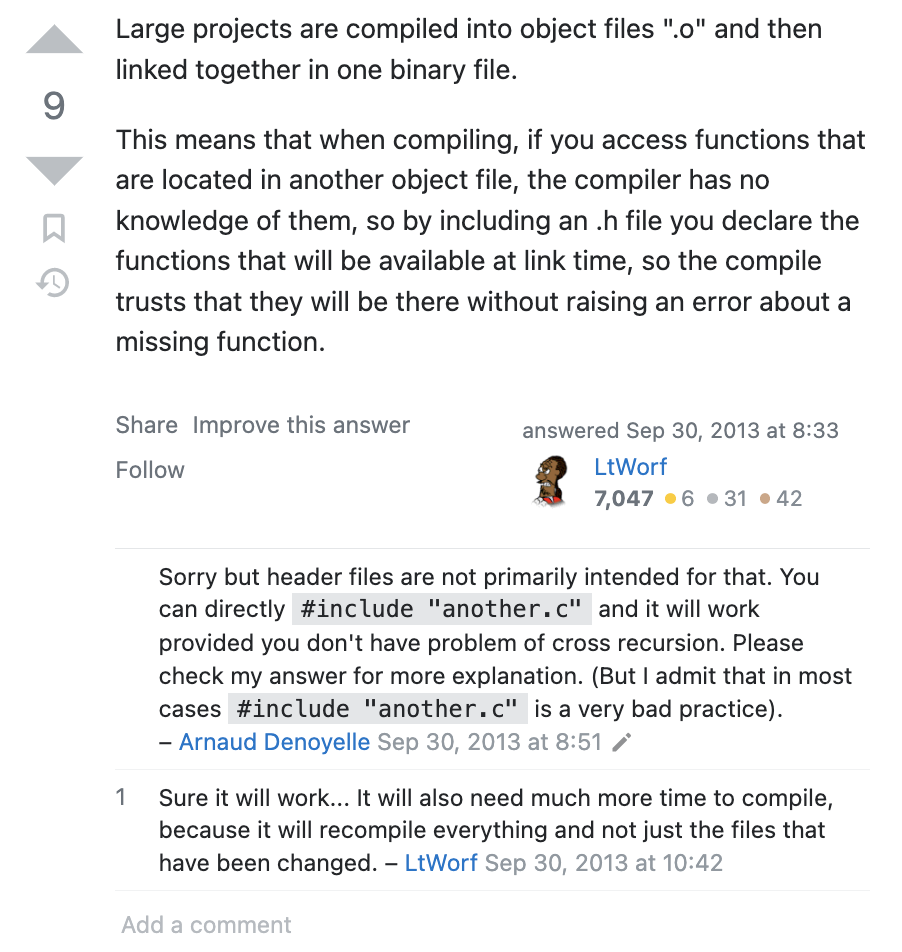 Large projects are compiled into object files ".o" and then
linked together in one binary file.
9
This means that when compiling, if you access functions that
are located in another object file, the compiler has no
knowledge of them, so by including an .h file you declare the
functions that will be available at link time, so the compile
trusts that they will be there without raising an error about a
missing function.
Share Improve this answer
Follow
answered Sep 30, 2013 at 8:33
LtWorf
7,047 6 31 42
Sorry but header files are not primarily intended for that. You
can directly #include "another.c" and it will work
provided you don't have problem of cross recursion. Please
check my answer for more explanation. (But I admit that in most
cases #include "another.c" is a very bad practice).
– Arnaud Denoyelle Sep 30, 2013 at 8:51
1 Sure it will work... It will also need much more time to compile,
because it will recompile everything and not just the files that
have been changed. – LtWorf Sep 30, 2013 at 10:42
Add a comment